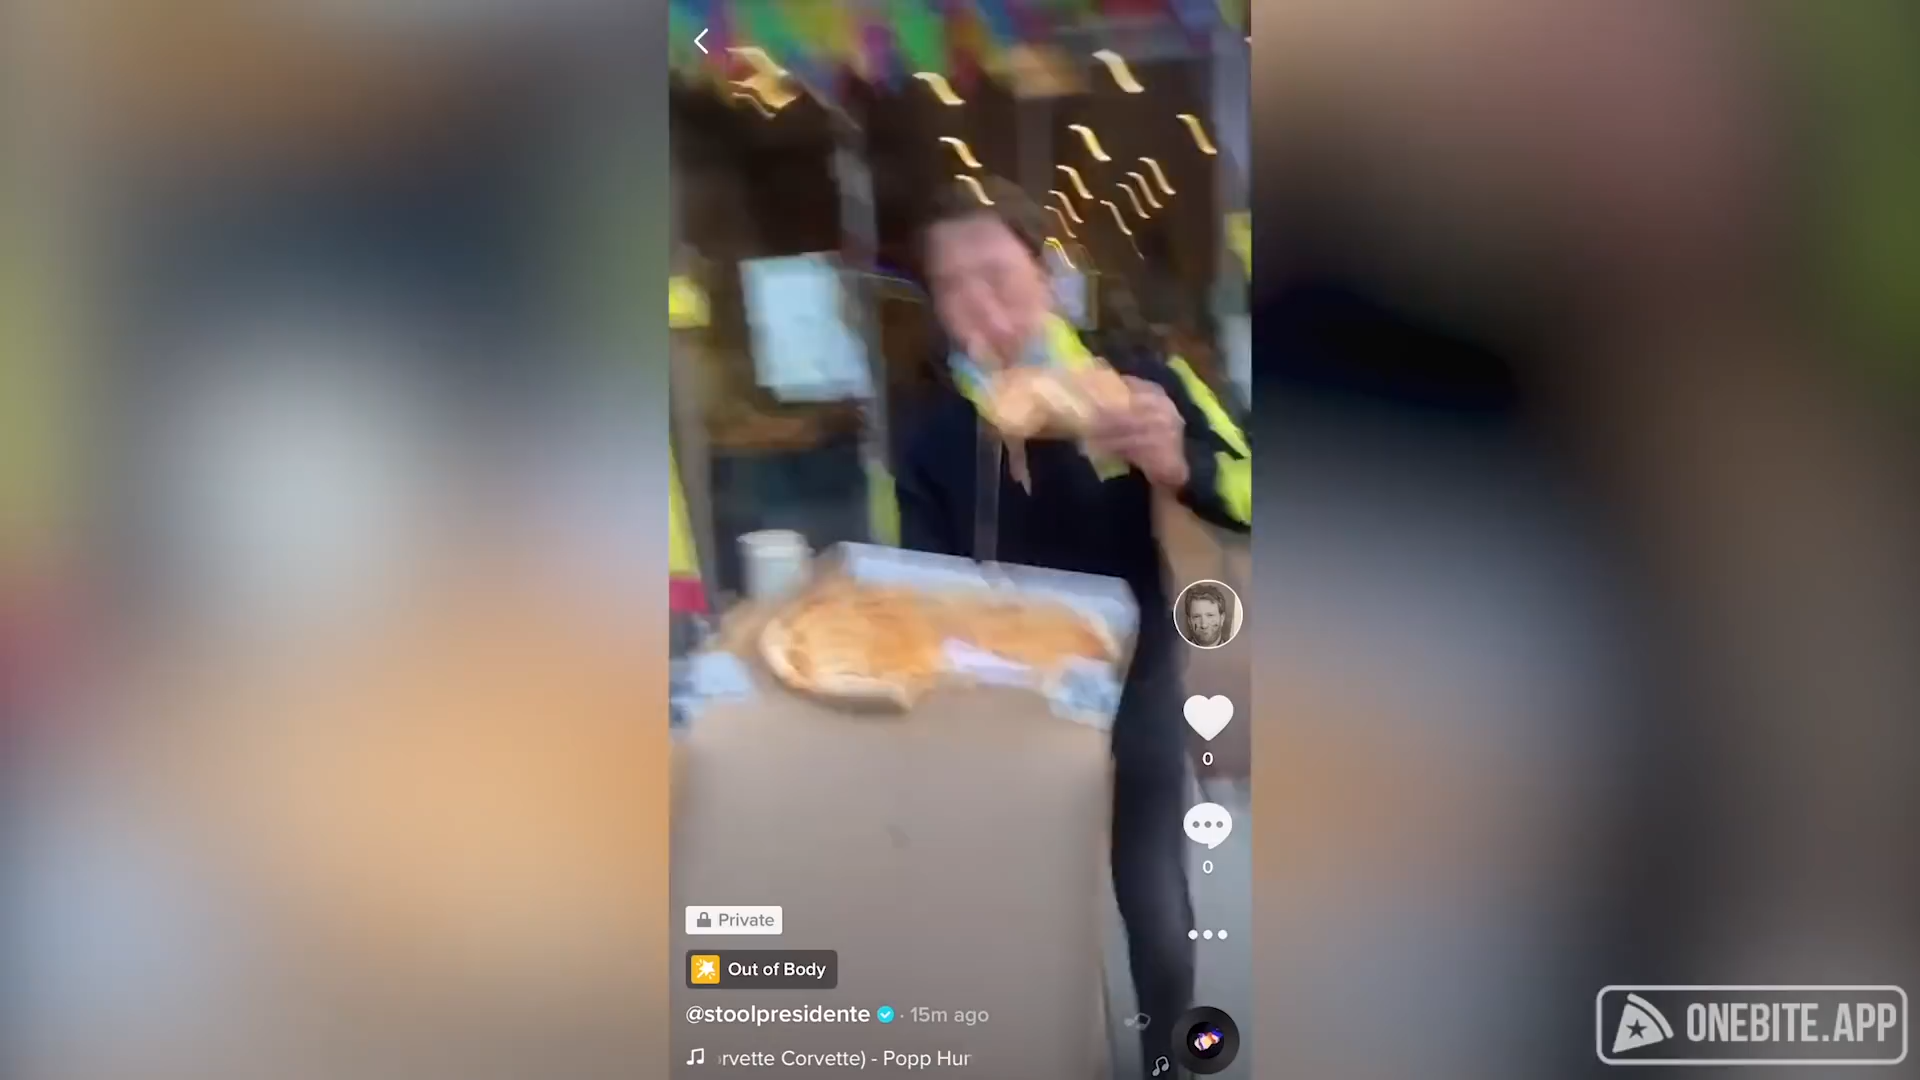 Private
Out of Body
@stoolpresidente · 15m ago
rvette Corvette) - Popp Hur
0
0
ONEBITE.APP